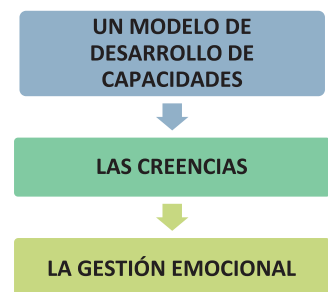 UN MODELO DE
DESARROLLO DE
CAPACIDADES
LAS CREENCIAS
LA GESTIÓN EMOCIONAL